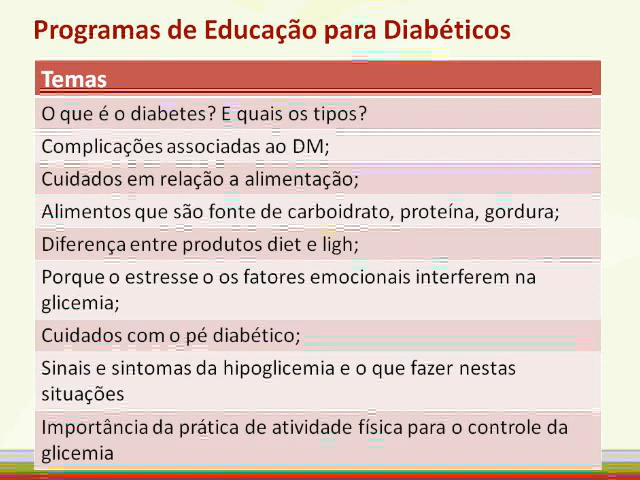 Programas de Educação para Diabéticos
Temas
O que é o diabetes? E quais os tipos?
Complicações associadas ao DM;
Cuidados em relação a alimentação;
Alimentos que são fonte de carboidrato, proteína, gordura;
Diferença entre produtos diet e ligh;
Porque o estresse o os fatores emocionais interferem na
glicemia;
Cuidados com o pé diabético;
Sinais e sintomas da hipoglicemia e o que fazer nestas
situações
Importância da prática de atividade física para o controle da
glicemia